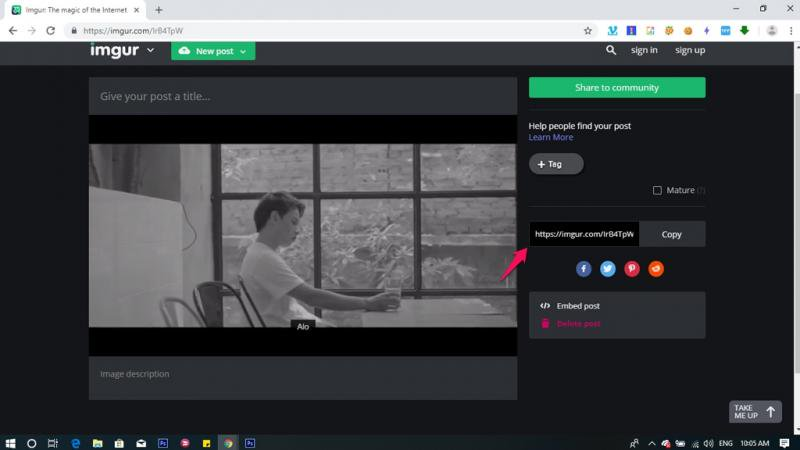 Imgur: The magic of the Internet
https://imgur.com/IrB4TpW
imgur
New post
sign in
sign up
Give your post a title...
Alo
Image description
Share to community
Help people find your post
Learn More
+ Tag
Mature (?)
https://imgur.com/IrB4TpW
Copy
Embed post
Delete post
TAKE
ME UP
ENG
10:05 AM